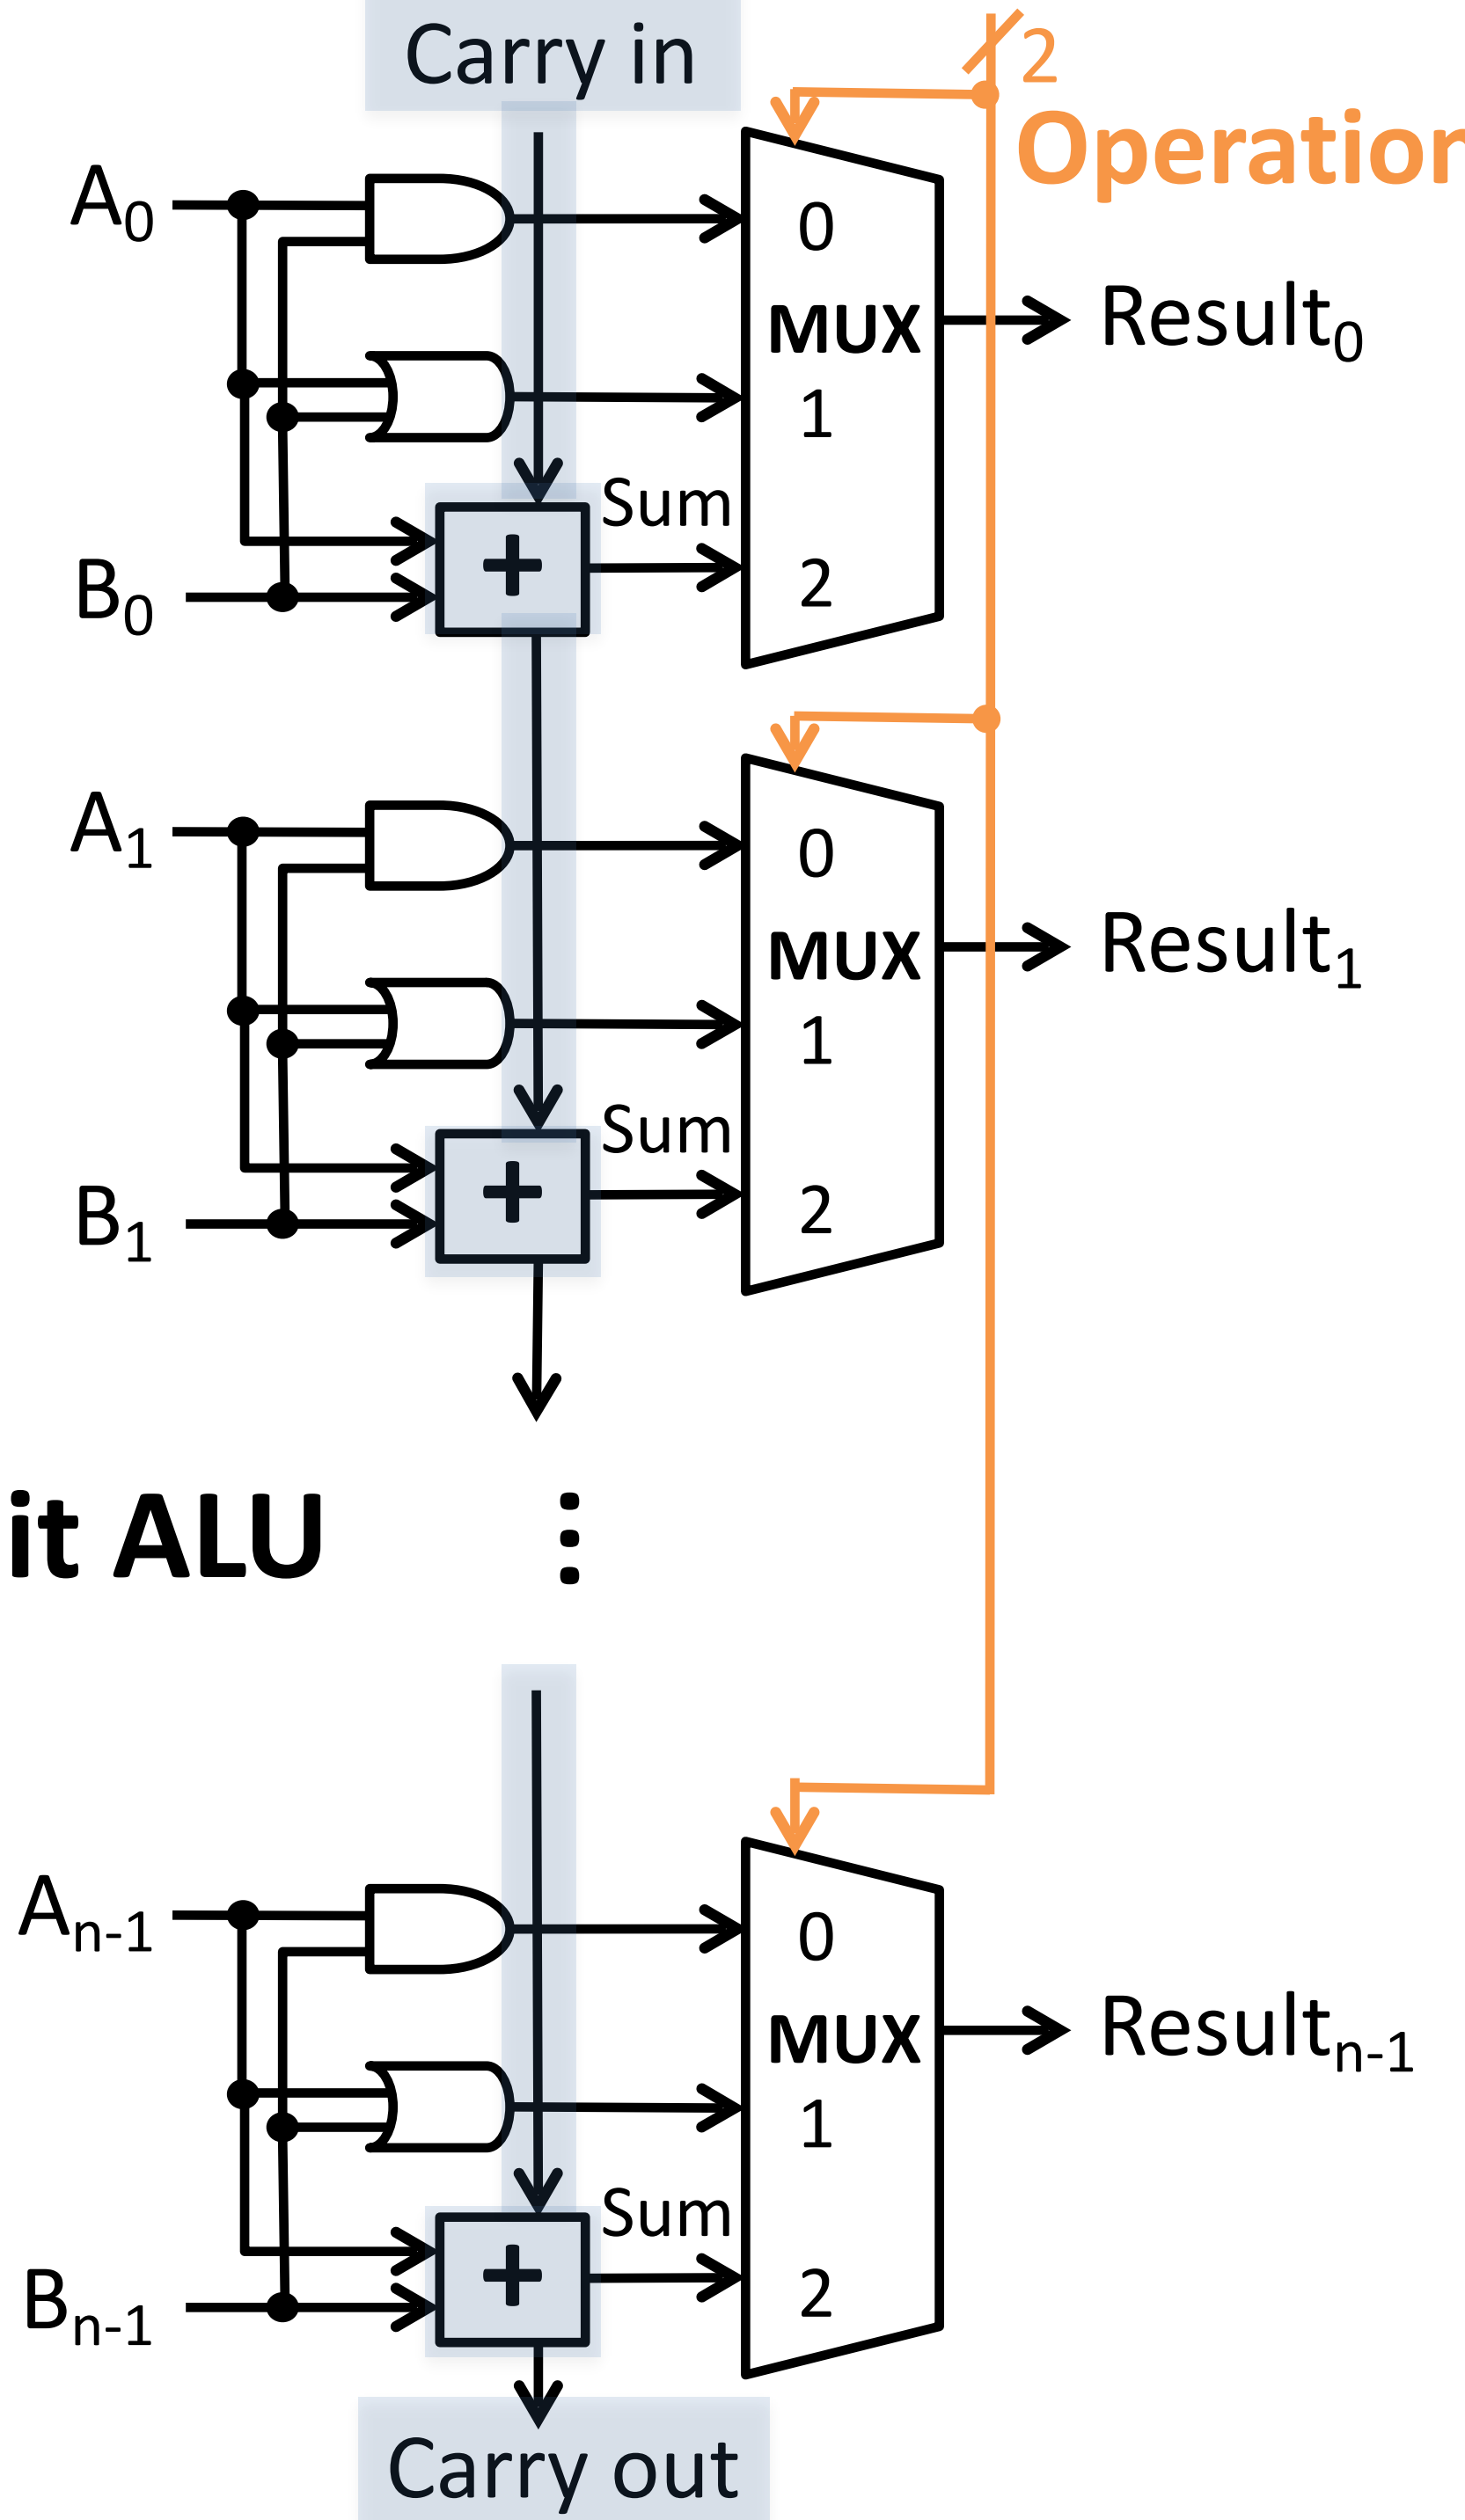 Carry in
2
Operation
A0
0
MUX
Result0
1
Sum
B0
2
A1
0
MUX
Result1
1
Sum
B1
2
it ALU
⋮
An-1
0
MUX
Resultn-1
1
Sum
Bn-1
2
Carry out